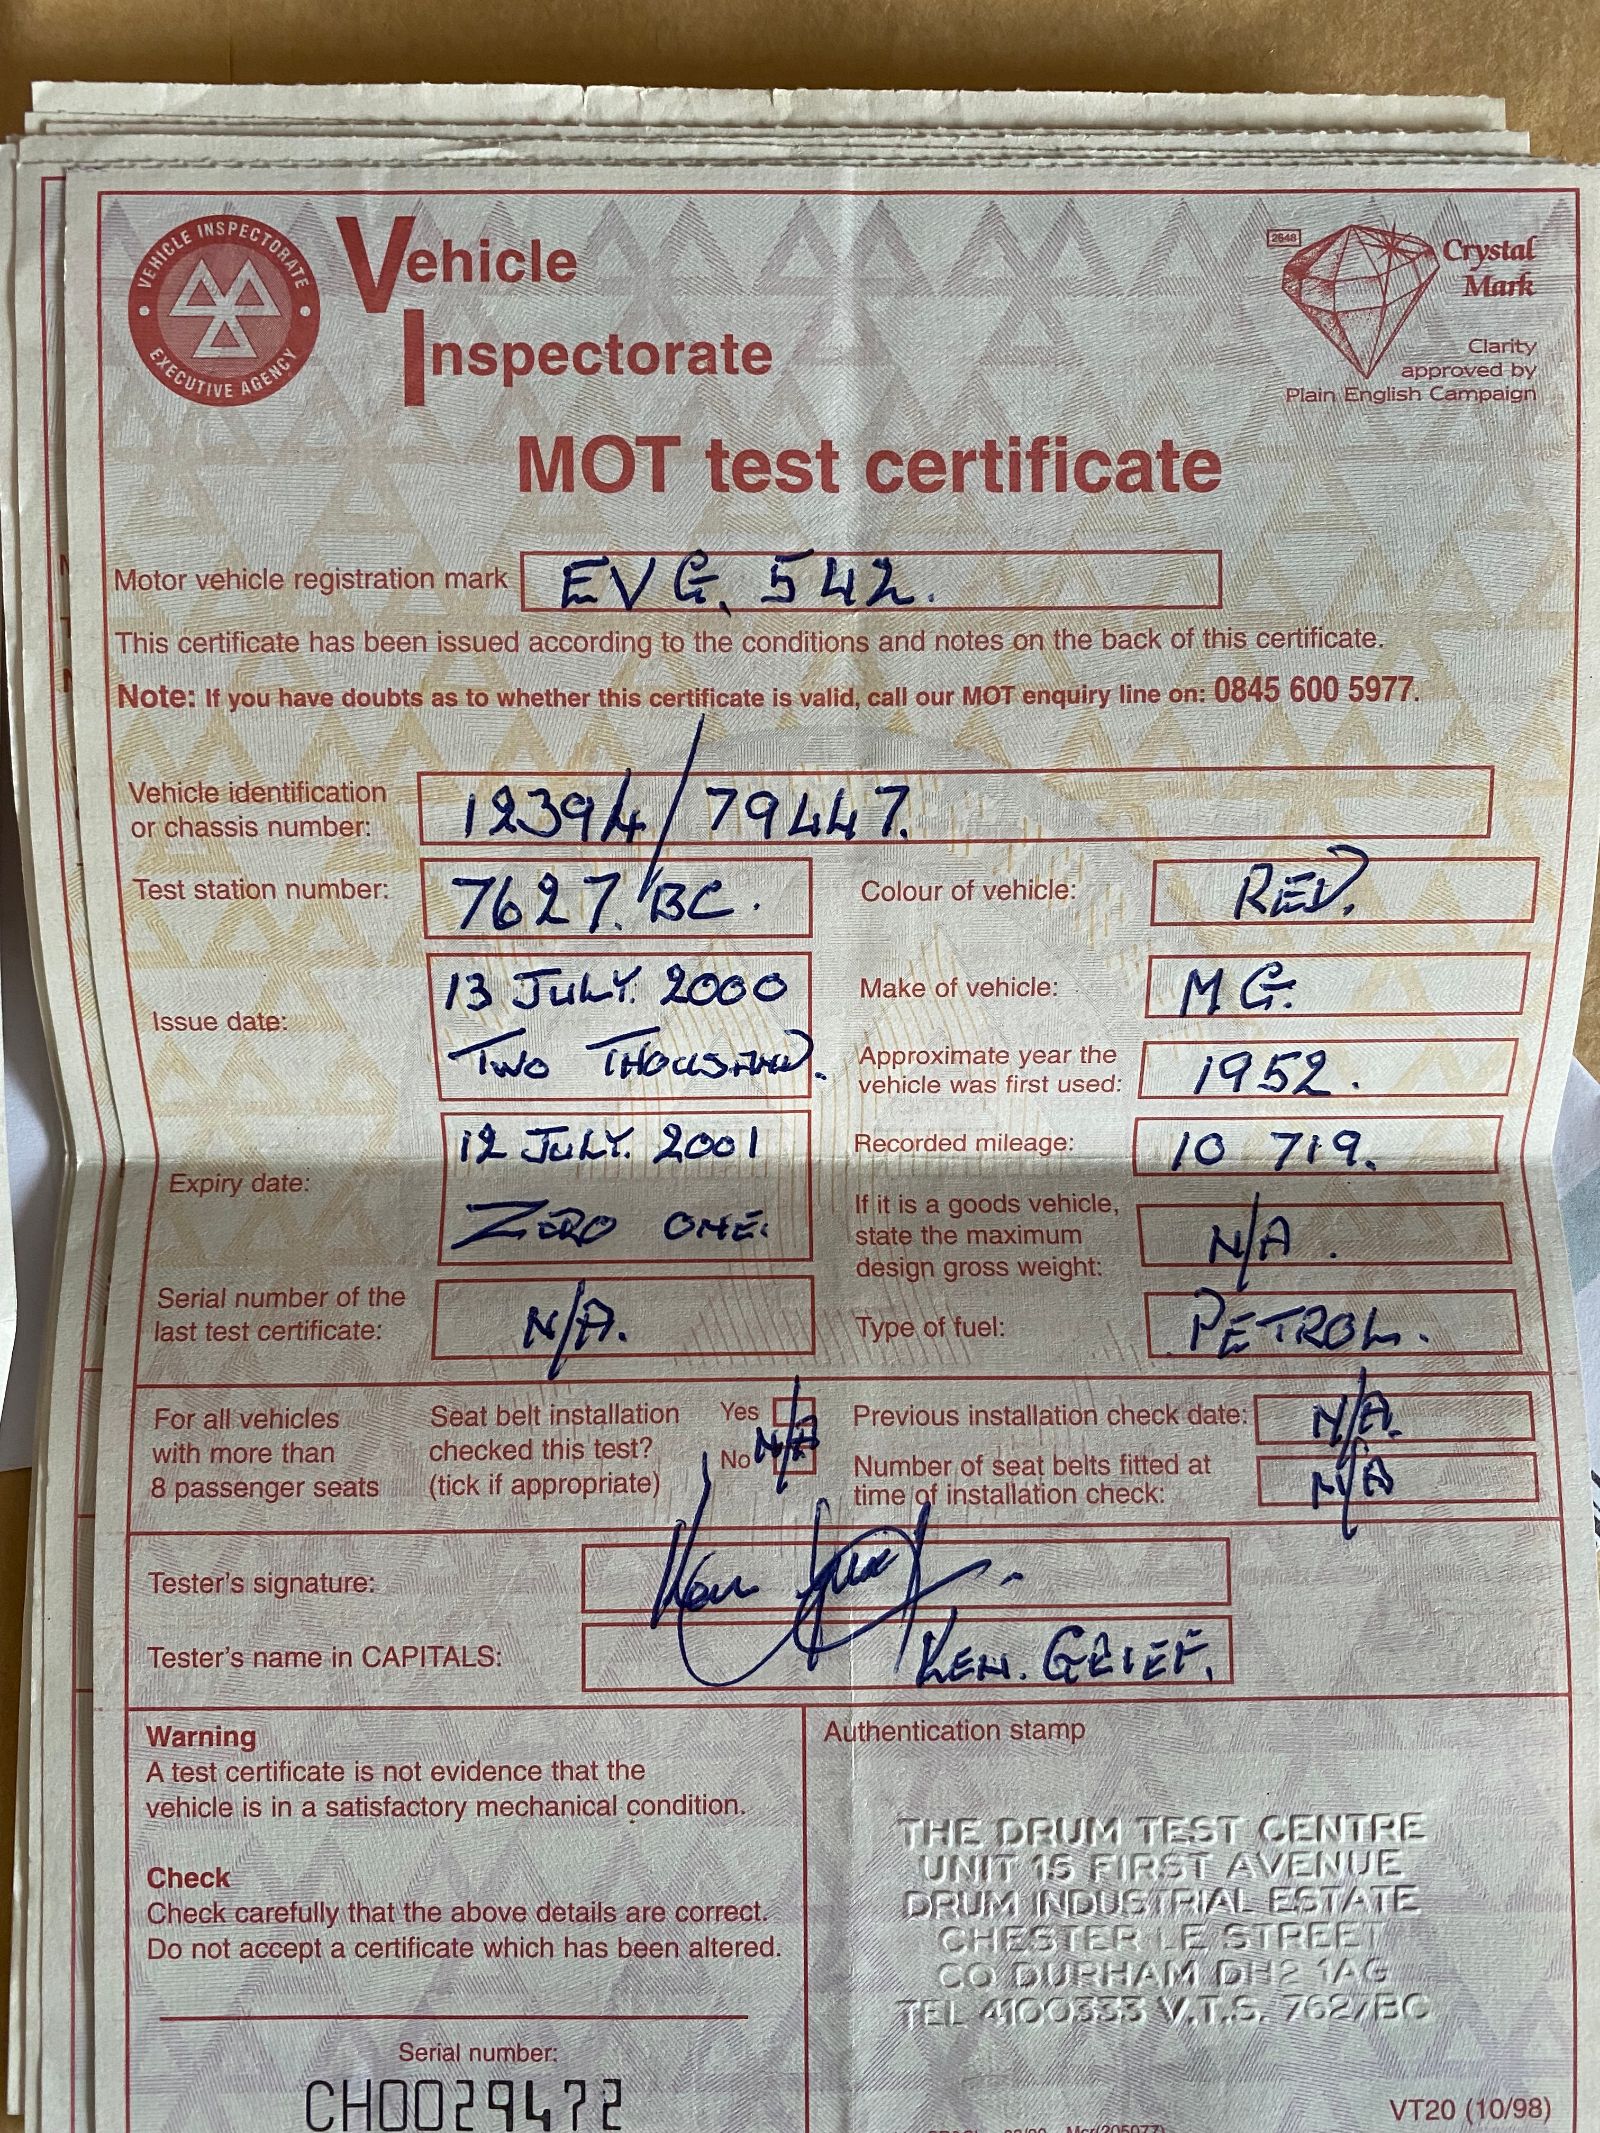 VEHICLE INSPECTORATE
EXECUTIVE AGENCY
Vehicle
Inspectorate
2648
Crystal
Mark
Clarity
approved by
Plain English Campaign
MOT test certificate
Motor vehicle registration mark EVG. 542.
This certificate has been issued according to the conditions and notes on the back of this certificate.
Note: If you have doubts as to whether this certificate is valid, call our MOT enquiry line on: 0845 600 5977.
Vehicle identification
or chassis number:
12394/79447.
Test station number: 7627. BC.
Colour of vehicle: RED.
Issue date:
13 JULY. 2000
TWO THOUSAND.
Make of vehicle: MG.
Approximate year the
vehicle was first used:
1952.
Expiry date:
12 JULY. 2001
ZERO ONE.
Recorded mileage: 10 719.
If it is a goods vehicle,
state the maximum
design gross weight:
N/A.
Serial number of the
last test certificate:
N/A.
Type of fuel: PETROL.
For all vehicles
with more than
8 passenger seats
Seat belt installation
checked this test?
(tick if appropriate)
Yes
No
N/A
Previous installation check date: N/A.
Number of seat belts fitted at
time of installation check:
N/A
Tester's signature:
Tester's name in CAPITALS: KEN. GRIEF.
Warning
A test certificate is not evidence that the
vehicle is in a satisfactory mechanical condition.
Check
Check carefully that the above details are correct.
Do not accept a certificate which has been altered.
Serial number:
CH0029472
Authentication stamp
THE DRUM TEST CENTRE
UNIT 15 FIRST AVENUE
DRUM INDUSTRIAL ESTATE
CHESTER LE STREET
CO DURHAM DH2 1AG
TEL 4100333 V.T.S. 7627/BC
VT20 (10/98)